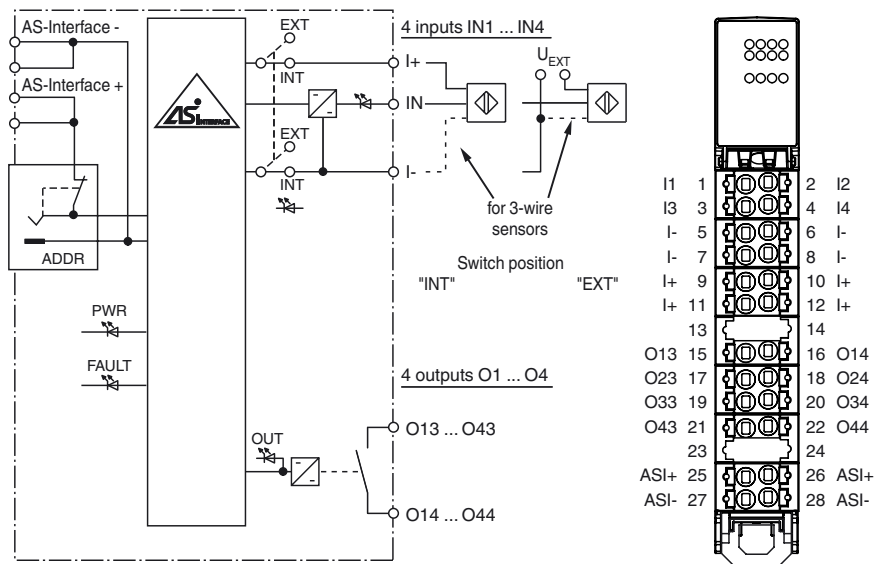 AS-Interface -
AS-Interface +
ADDR
PWR
FAULT
ASi
INTERFACE
EXT
INT
EXT
INT
OUT
4 inputs IN1 ... IN4
I+
IN
I-
UEXT
for 3-wire
sensors
Switch position
"INT" "EXT"
4 outputs O1 ... O4
O13 ... O43
O14 ... O44
I1 1 2 I2
I3 3 4 I4
I- 5 6 I-
I- 7 8 I-
I+ 9 10 I+
I+ 11 12 I+
13 14
O13 15 16 O14
O23 17 18 O24
O33 19 20 O34
O43 21 22 O44
23 24
ASI+ 25 26 ASI+
ASI- 27 28 ASI-